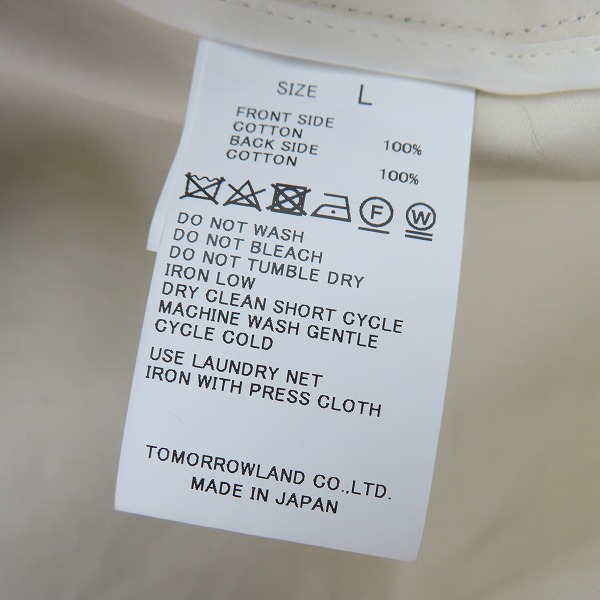 SIZE L
FRONT SIDE
COTTON 100%
BACK SIDE
COTTON 100%
F W
DO NOT WASH
DO NOT BLEACH
DO NOT TUMBLE DRY
IRON LOW
DRY CLEAN SHORT CYCLE
MACHINE WASH GENTLE
CYCLE COLD
USE LAUNDRY NET
IRON WITH PRESS CLOTH
TOMORROWLAND CO.,LTD.
MADE IN JAPAN